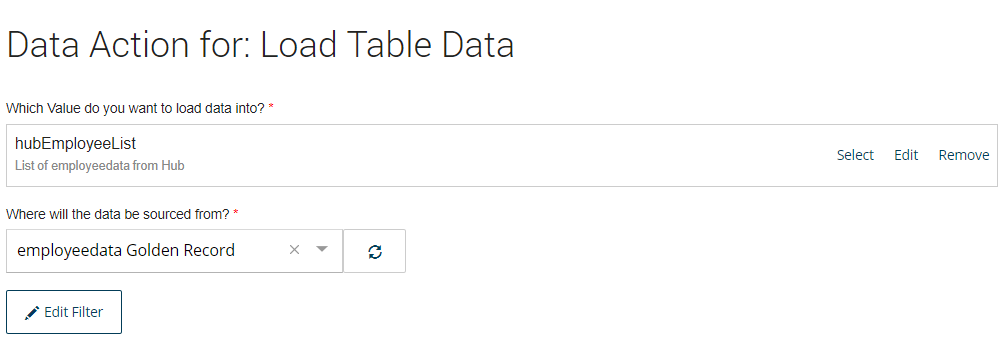 Data Action for: Load Table Data
Which Value do you want to load data into? *
hubEmployeeList
List of employeedata from Hub
Select Edit Remove
Where will the data be sourced from? *
employeedata Golden Record
Edit Filter